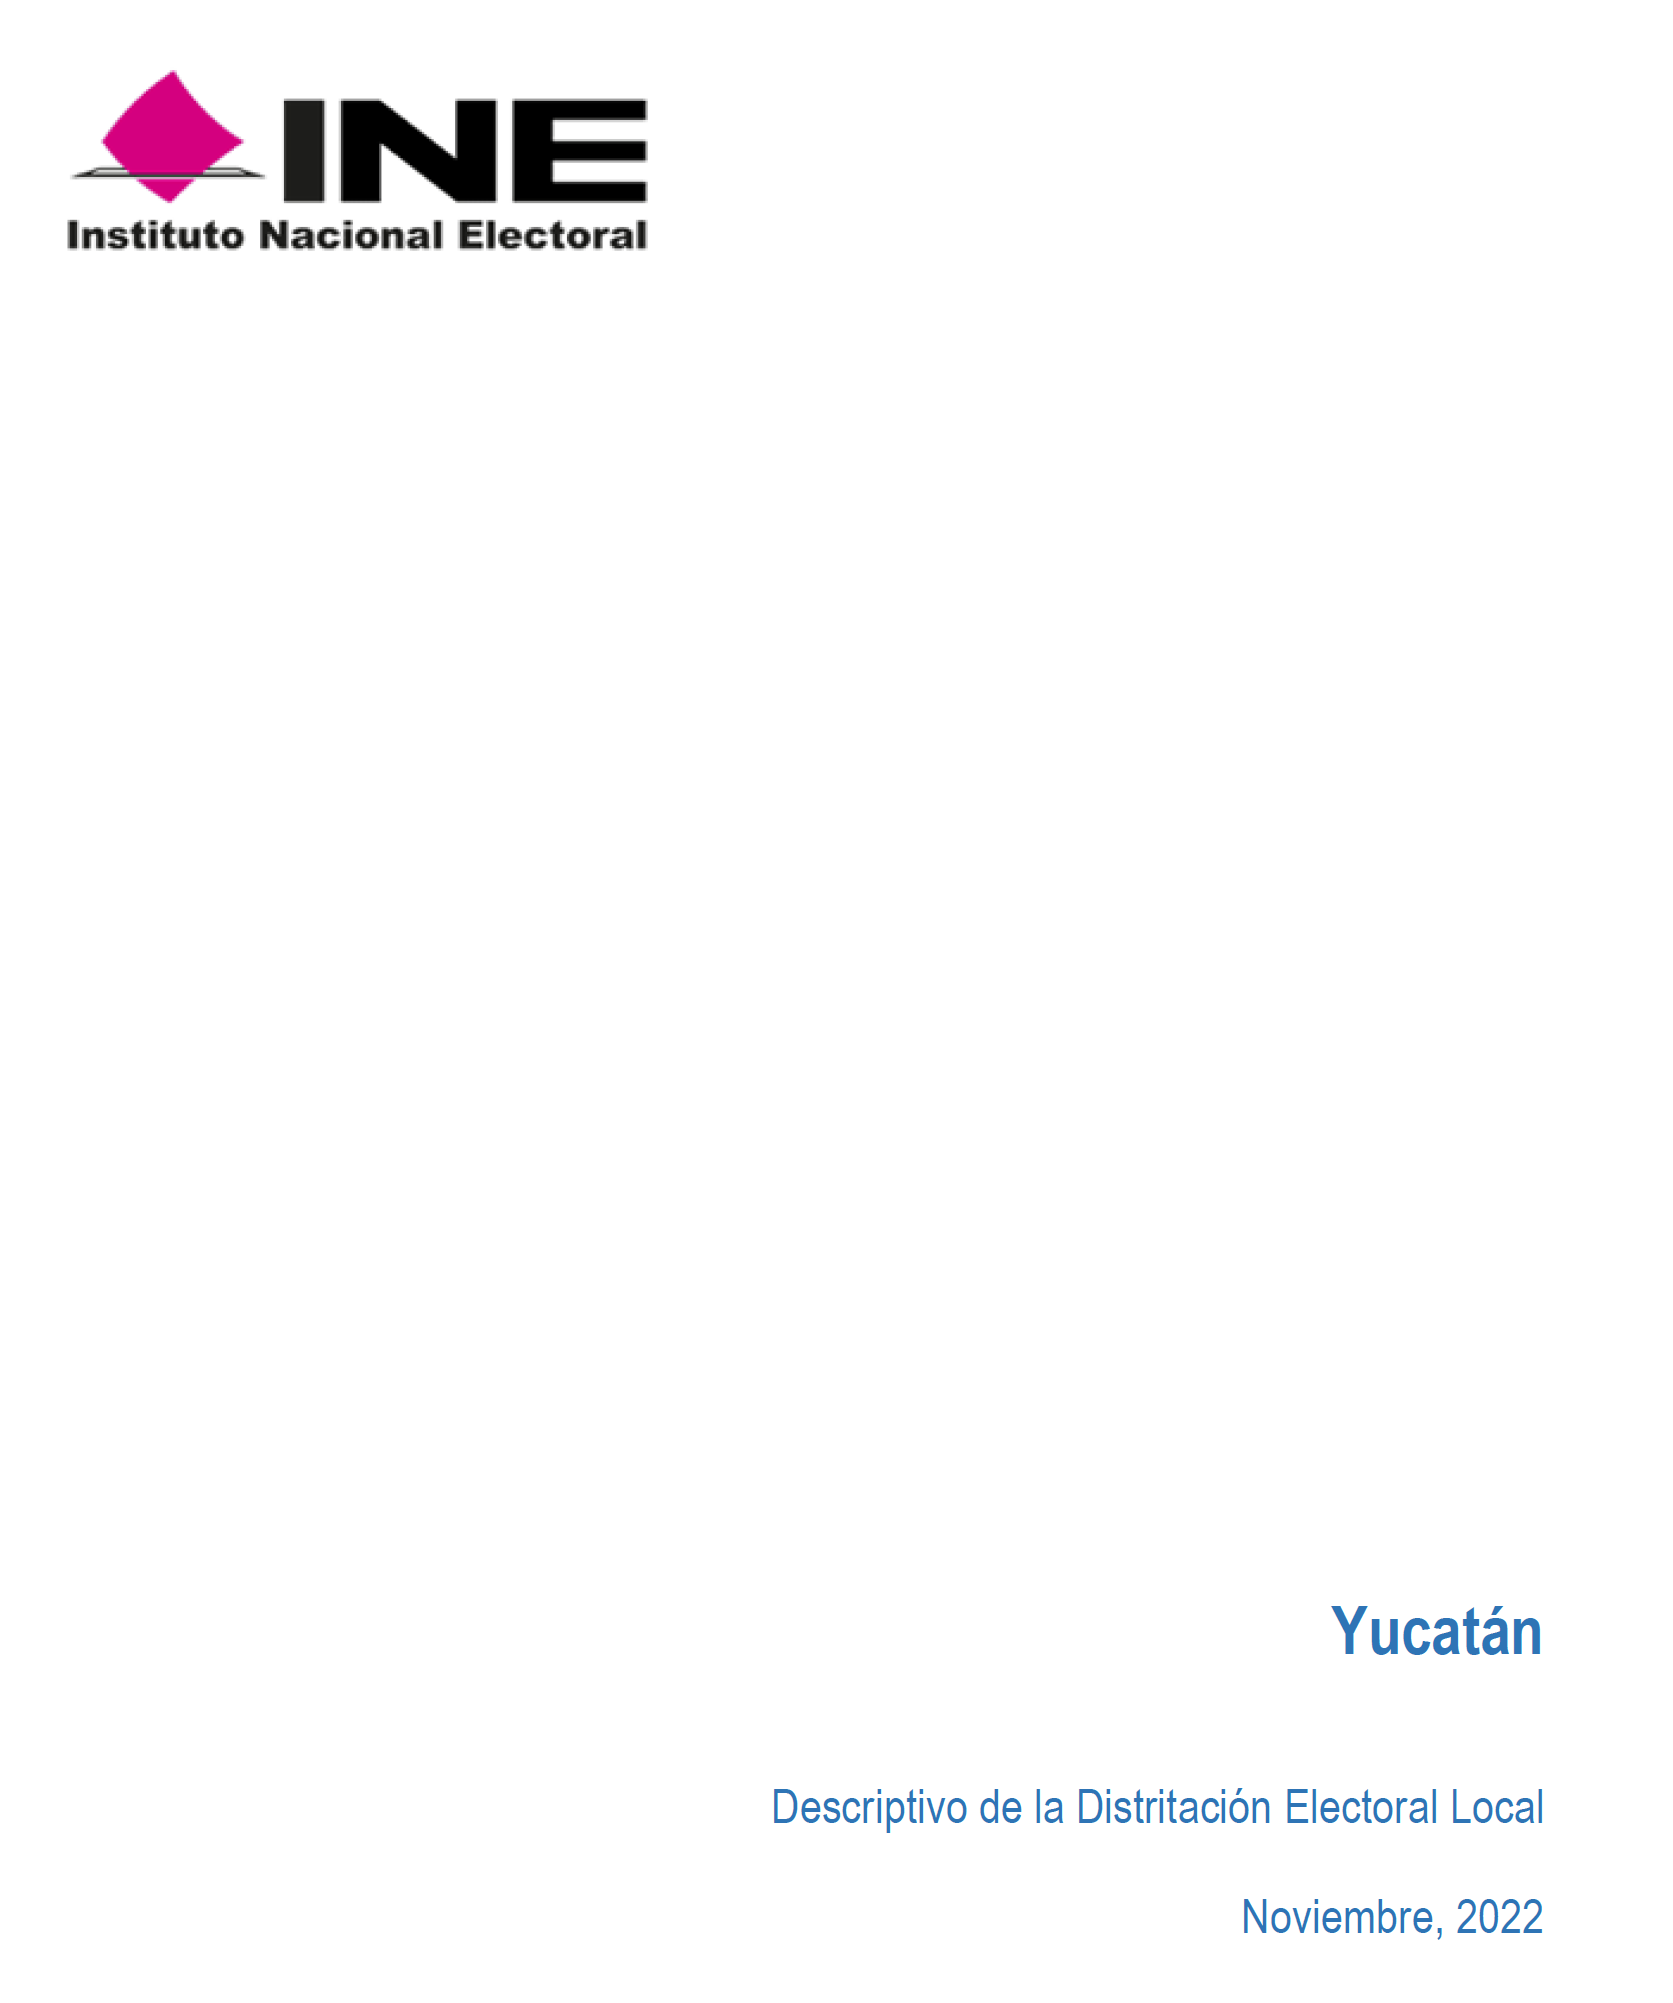 INE
Instituto Nacional Electoral
Yucatán
Descriptivo de la Distritación Electoral Local
Noviembre, 2022